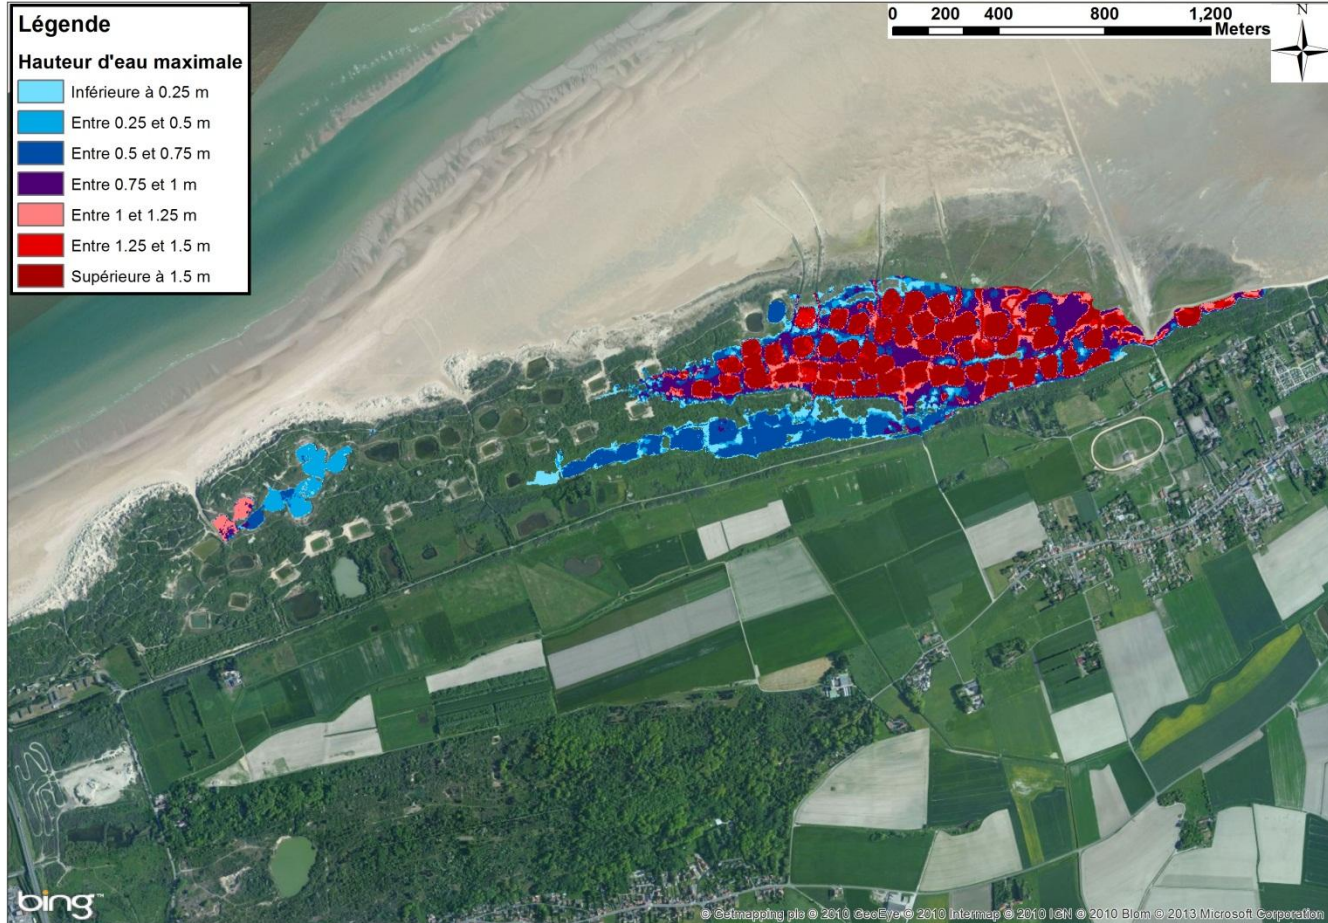 Légende
Hauteur d'eau maximale
Inférieure à 0.25 m
Entre 0.25 et 0.5 m
Entre 0.5 et 0.75 m
Entre 0.75 et 1 m
Entre 1 et 1.25 m
Entre 1.25 et 1.5 m
Supérieure à 1.5 m
0 200 400 800 1,200
Meters
N
bing™
© Getmapping plc © 2010 GeoEye © 2010 Intermap © 2010 IGN © 2010 Blom © 2013 Microsoft Corporation